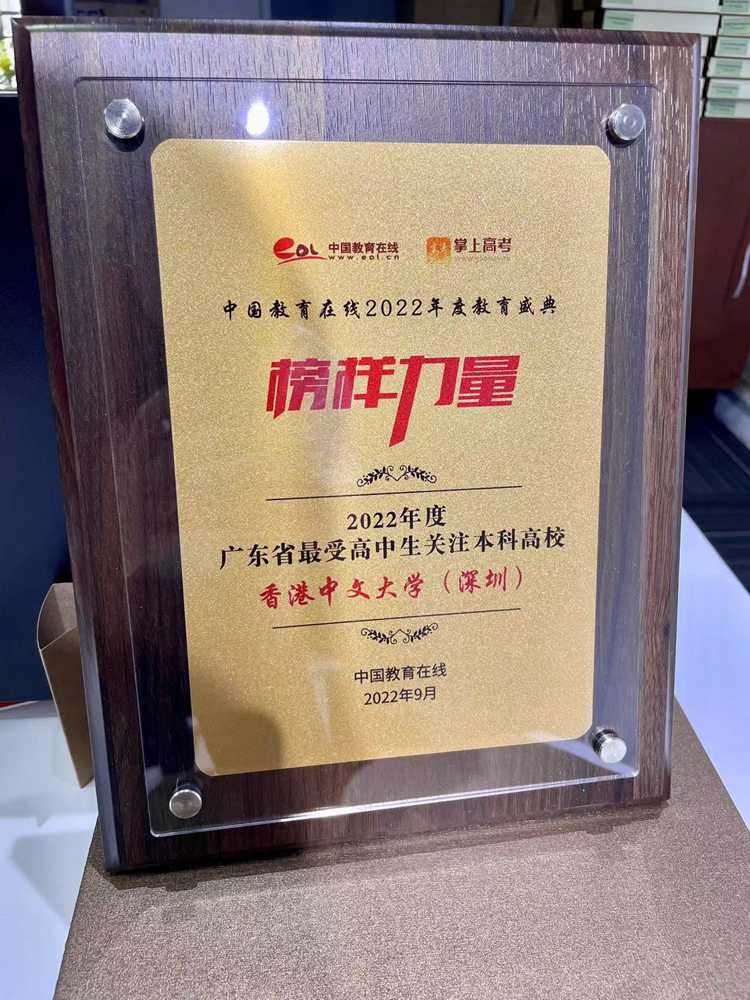 eOL 中国教育在线 掌上高考
www.eol.cn
中国教育在线2022年度教育盛典
榜样力量
2022年度
广东省最受高中生关注本科高校
香港中文大学（深圳）
中国教育在线
2022年9月